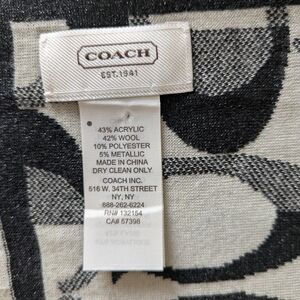 COACH
EST. 1941
43% ACRYLIC
42% WOOL
10% POLYESTER
5% METALLIC
MADE IN CHINA
DRY CLEAN ONLY
COACH INC.
516 W. 34TH STREET
NY, NY
888-262-6224
RN# 132154
CA# 57398